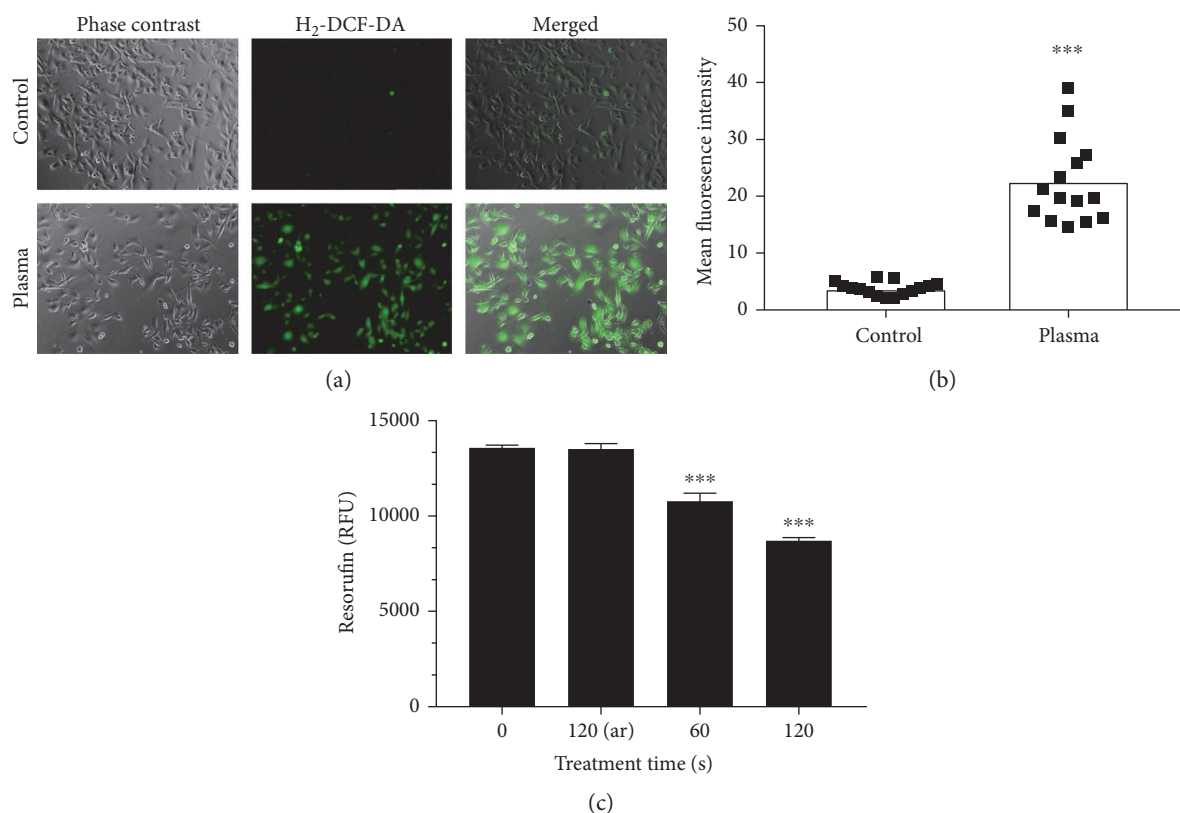 Phase contrast
H₂-DCF-DA
Merged
Control
Plasma
(a)
Mean fluoresence intensity
50
40
30
20
10
0
***
Control
Plasma
(b)
Resorufin (RFU)
15000
10000
5000
0
***
***
0
120 (ar)
60
120
Treatment time (s)
(c)